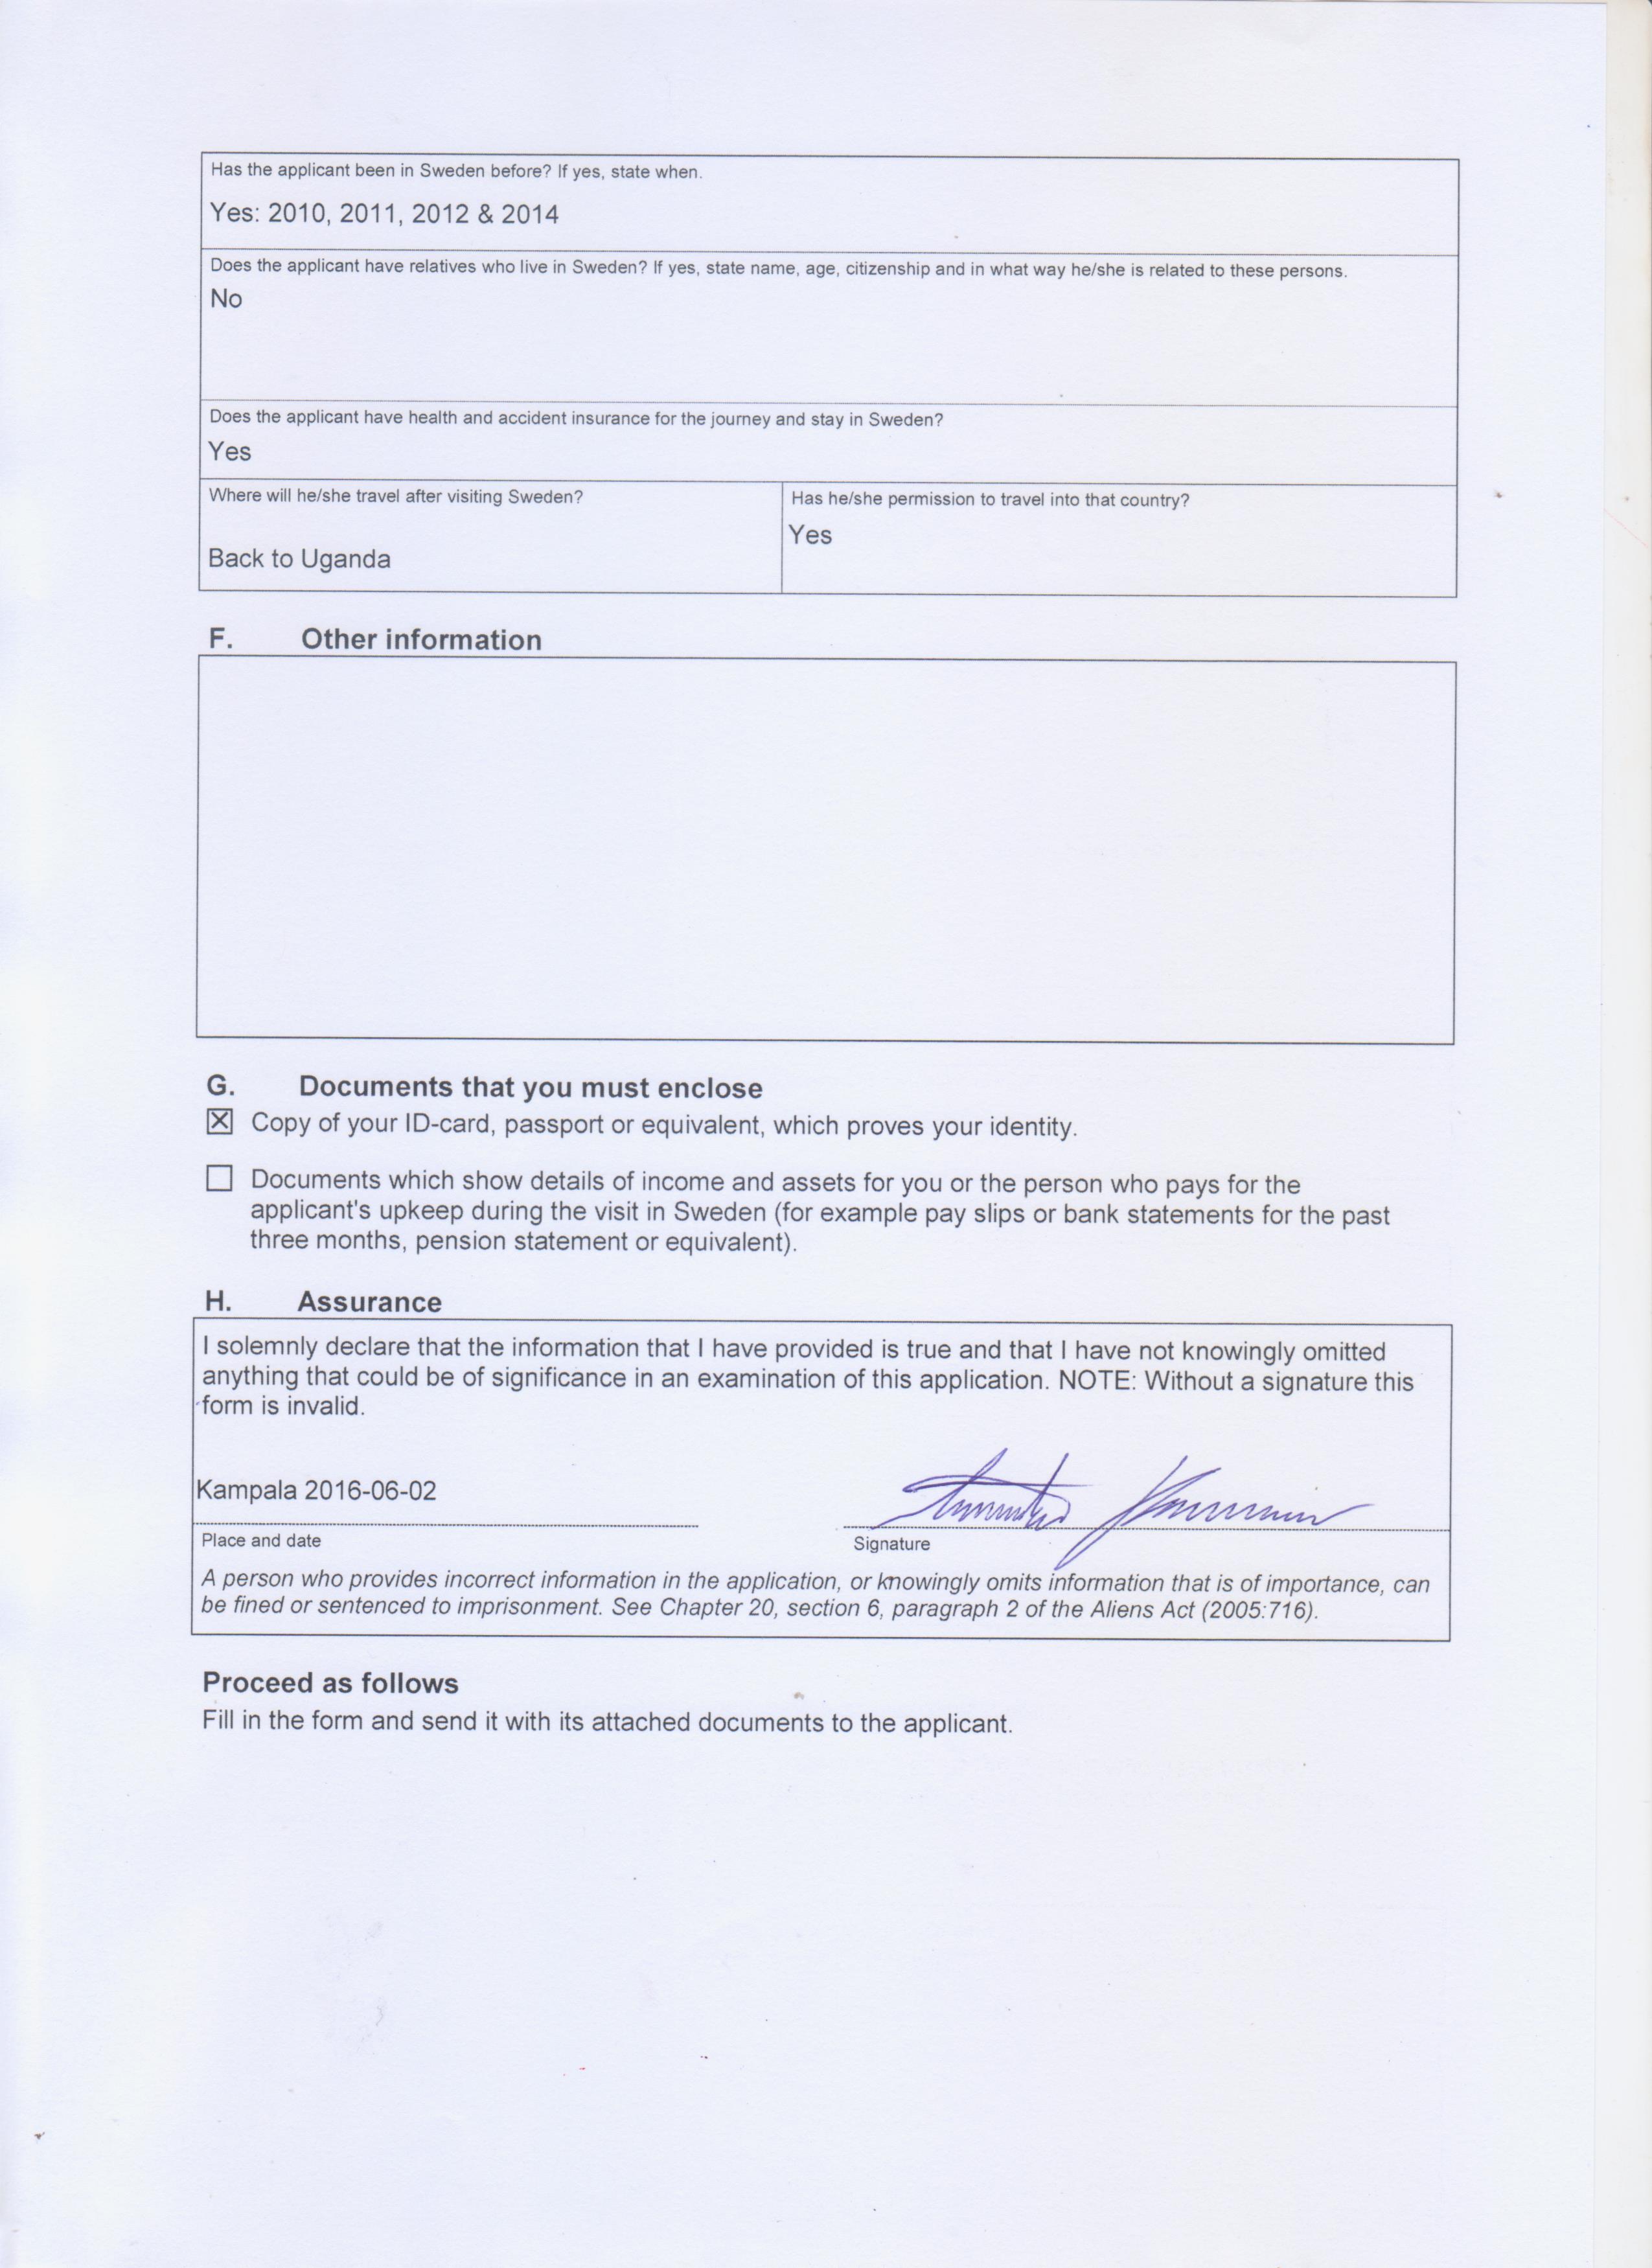 Has the applicant been in Sweden before? If yes, state when.
Yes: 2010, 2011, 2012 & 2014
Does the applicant have relatives who live in Sweden? If yes, state name, age, citizenship and in what way he/she is related to these persons.
No
Does the applicant have health and accident insurance for the journey and stay in Sweden?
Yes
Where will he/she travel after visiting Sweden?
Back to Uganda
Has he/she permission to travel into that country?
Yes
F. Other information
G. Documents that you must enclose
☒ Copy of your ID-card, passport or equivalent, which proves your identity.
☐ Documents which show details of income and assets for you or the person who pays for the
applicant's upkeep during the visit in Sweden (for example pay slips or bank statements for the past
three months, pension statement or equivalent).
H. Assurance
I solemnly declare that the information that I have provided is true and that I have not knowingly omitted
anything that could be of significance in an examination of this application. NOTE: Without a signature this
form is invalid.
Kampala 2016-06-02
Place and date
Signature
A person who provides incorrect information in the application, or knowingly omits information that is of importance, can
be fined or sentenced to imprisonment. See Chapter 20, section 6, paragraph 2 of the Aliens Act (2005:716).
Proceed as follows
Fill in the form and send it with its attached documents to the applicant.